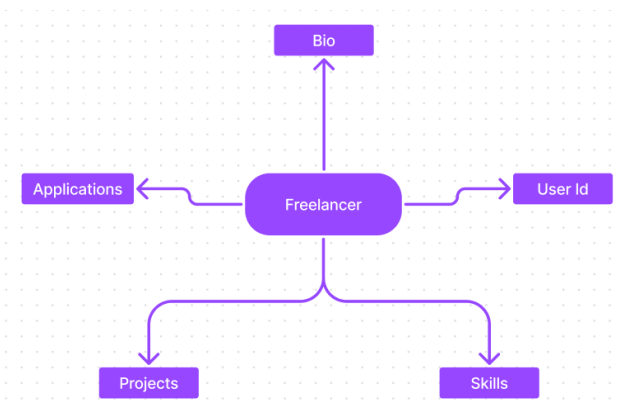 Bio
Applications
Freelancer
User Id
Projects
Skills